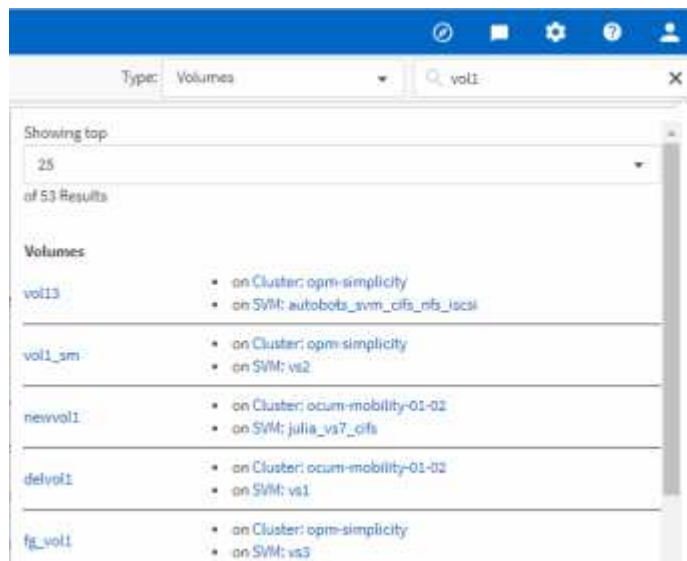 Type: Volumes vol1
Showing top
25
of 53 Results
Volumes
vol13
• on Cluster: opm-simplicity
• on SVM: autobots_svm_cifs_nfs_iscsi
vol1_sm
• on Cluster: opm-simplicity
• on SVM: vs2
newvol1
• on Cluster: ocum-mobility-01-02
• on SVM: julia_vs7_cifs
delvol1
• on Cluster: ocum-mobility-01-02
• on SVM: vs1
fg_vol1
• on Cluster: opm-simplicity
• on SVM: vs3